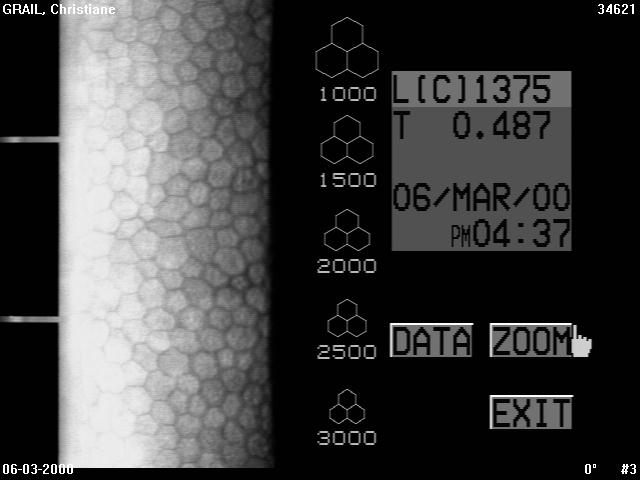 GRAIL, Christiane
34621
1000
1500
2000
2500
3000
L[C]1375
T 0.487
06/MAR/00
PM04:37
DATA ZOOM
EXIT
06-03-2000
0° #3